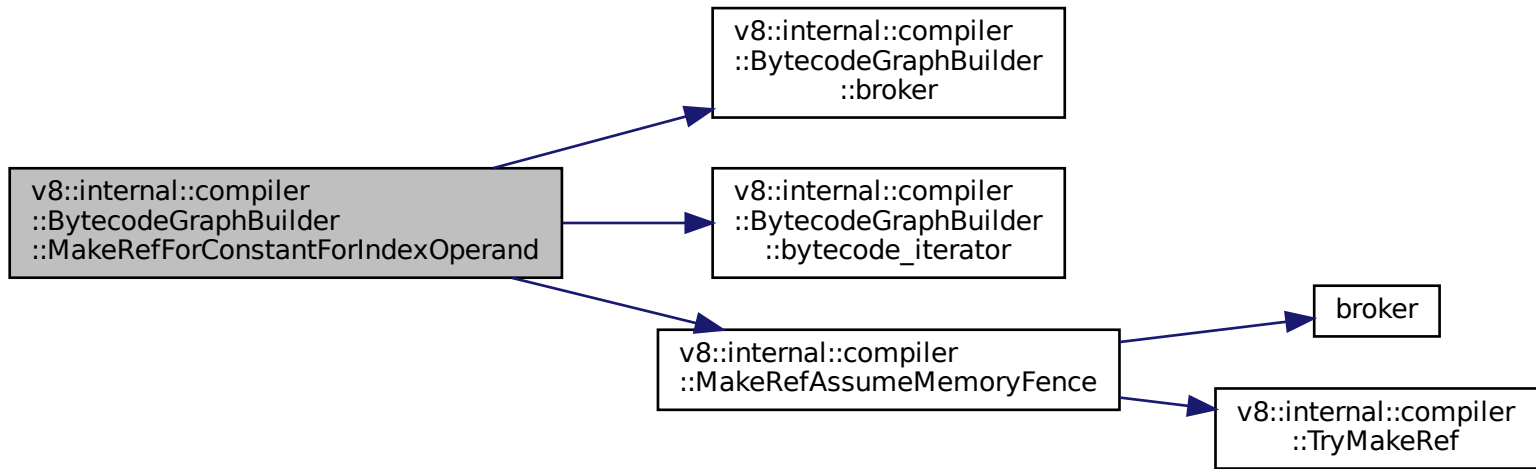 v8::internal::compiler
::BytecodeGraphBuilder
::broker
v8::internal::compiler
::BytecodeGraphBuilder
::MakeRefForConstantForIndexOperand
v8::internal::compiler
::BytecodeGraphBuilder
::bytecode_iterator
broker
v8::internal::compiler
::MakeRefAssumeMemoryFence
v8::internal::compiler
::TryMakeRef